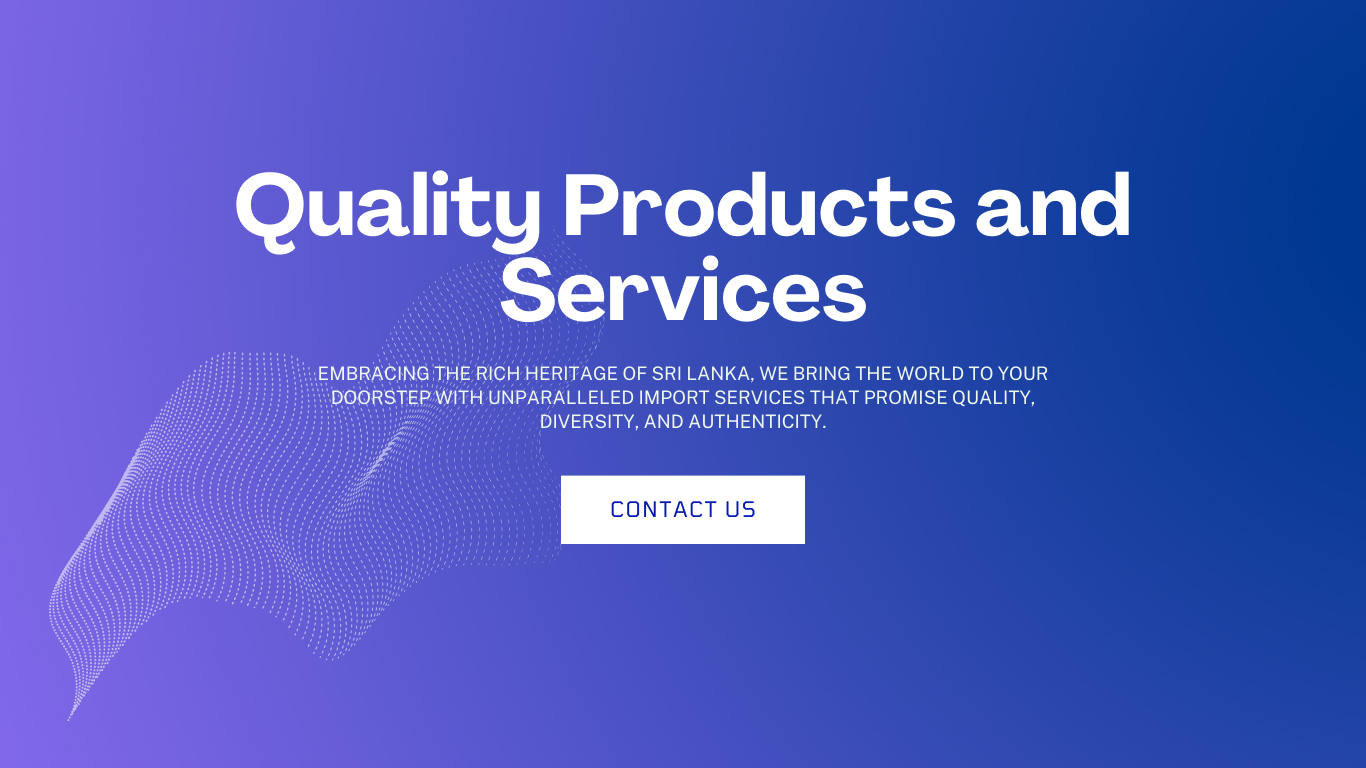 Quality Products and
Services
EMBRACING THE RICH HERITAGE OF SRI LANKA, WE BRING THE WORLD TO YOUR
DOORSTEP WITH UNPARALLELED IMPORT SERVICES THAT PROMISE QUALITY,
DIVERSITY, AND AUTHENTICITY.
CONTACT US